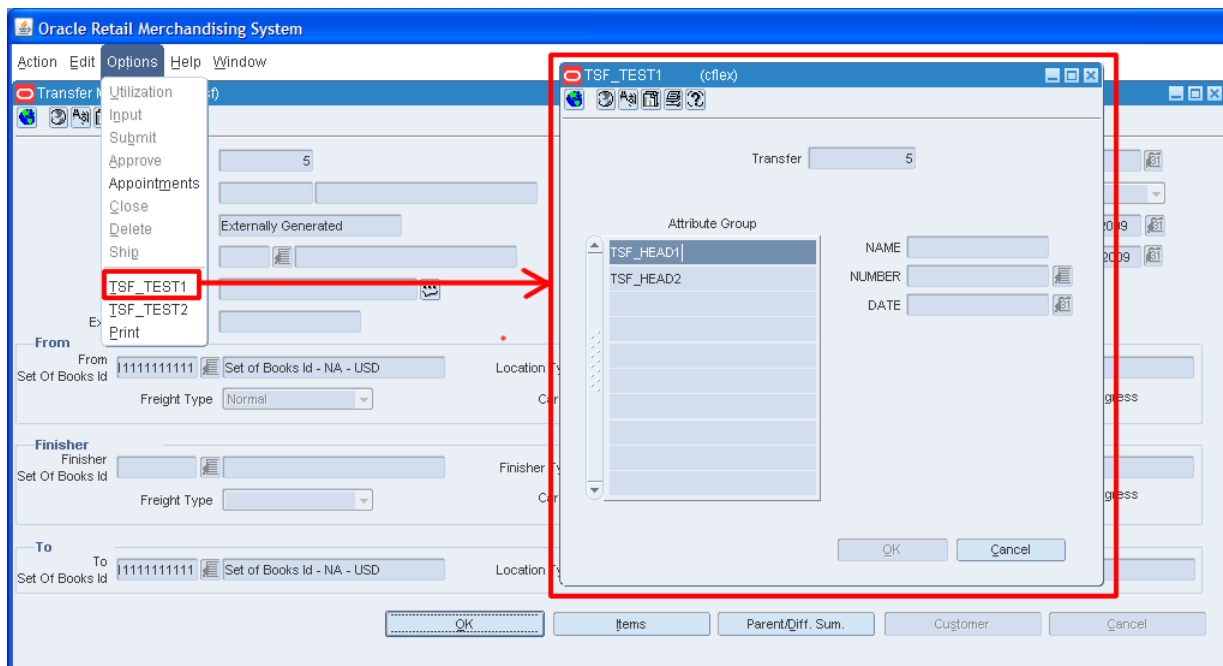 Oracle Retail Merchandising System
Action Edit Options Help Window
Transfer
Utilization
Input
Submit
Approve
Appointments
Close
Delete
Ship
TSF_TEST1
TSF_TEST2
Print
5
Externally Generated
From
From
Set Of Books Id
11111111111 Set of Books Id - NA - USD
Location
Freight Type Normal
Finisher
Finisher
Set Of Books Id
Finisher
Freight Type
To
To
Set Of Books Id
11111111111 Set of Books Id - NA - USD
Location
OK Items Parent/Diff. Sum. Customer Cancel
TSF_TEST1 (cflex)
Transfer 5
Attribute Group
TSF_HEAD1
TSF_HEAD2
NAME
NUMBER
DATE
OK Cancel
2009